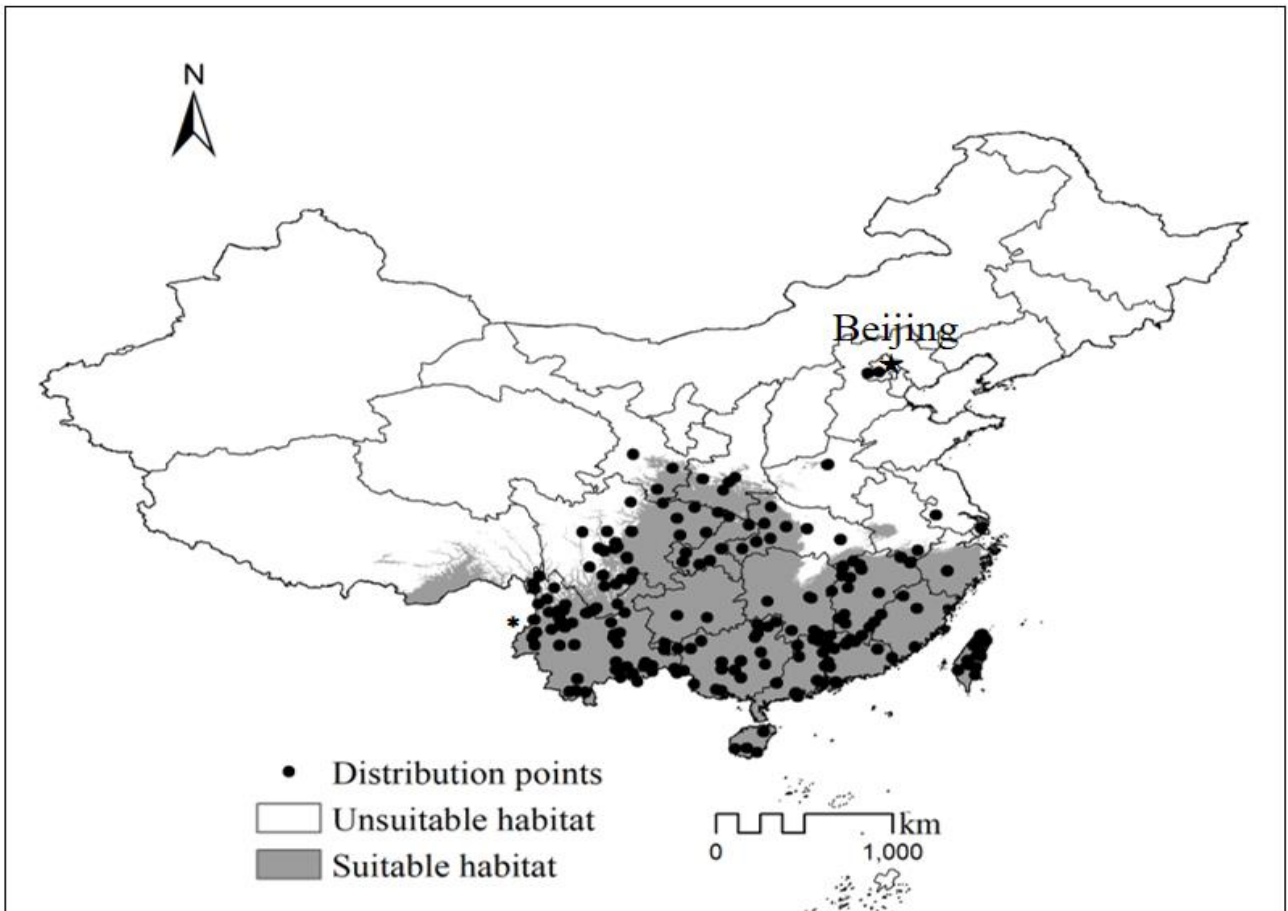 N
Beijing
*
Distribution points
Unsuitable habitat
Suitable habitat
km
0 1,000